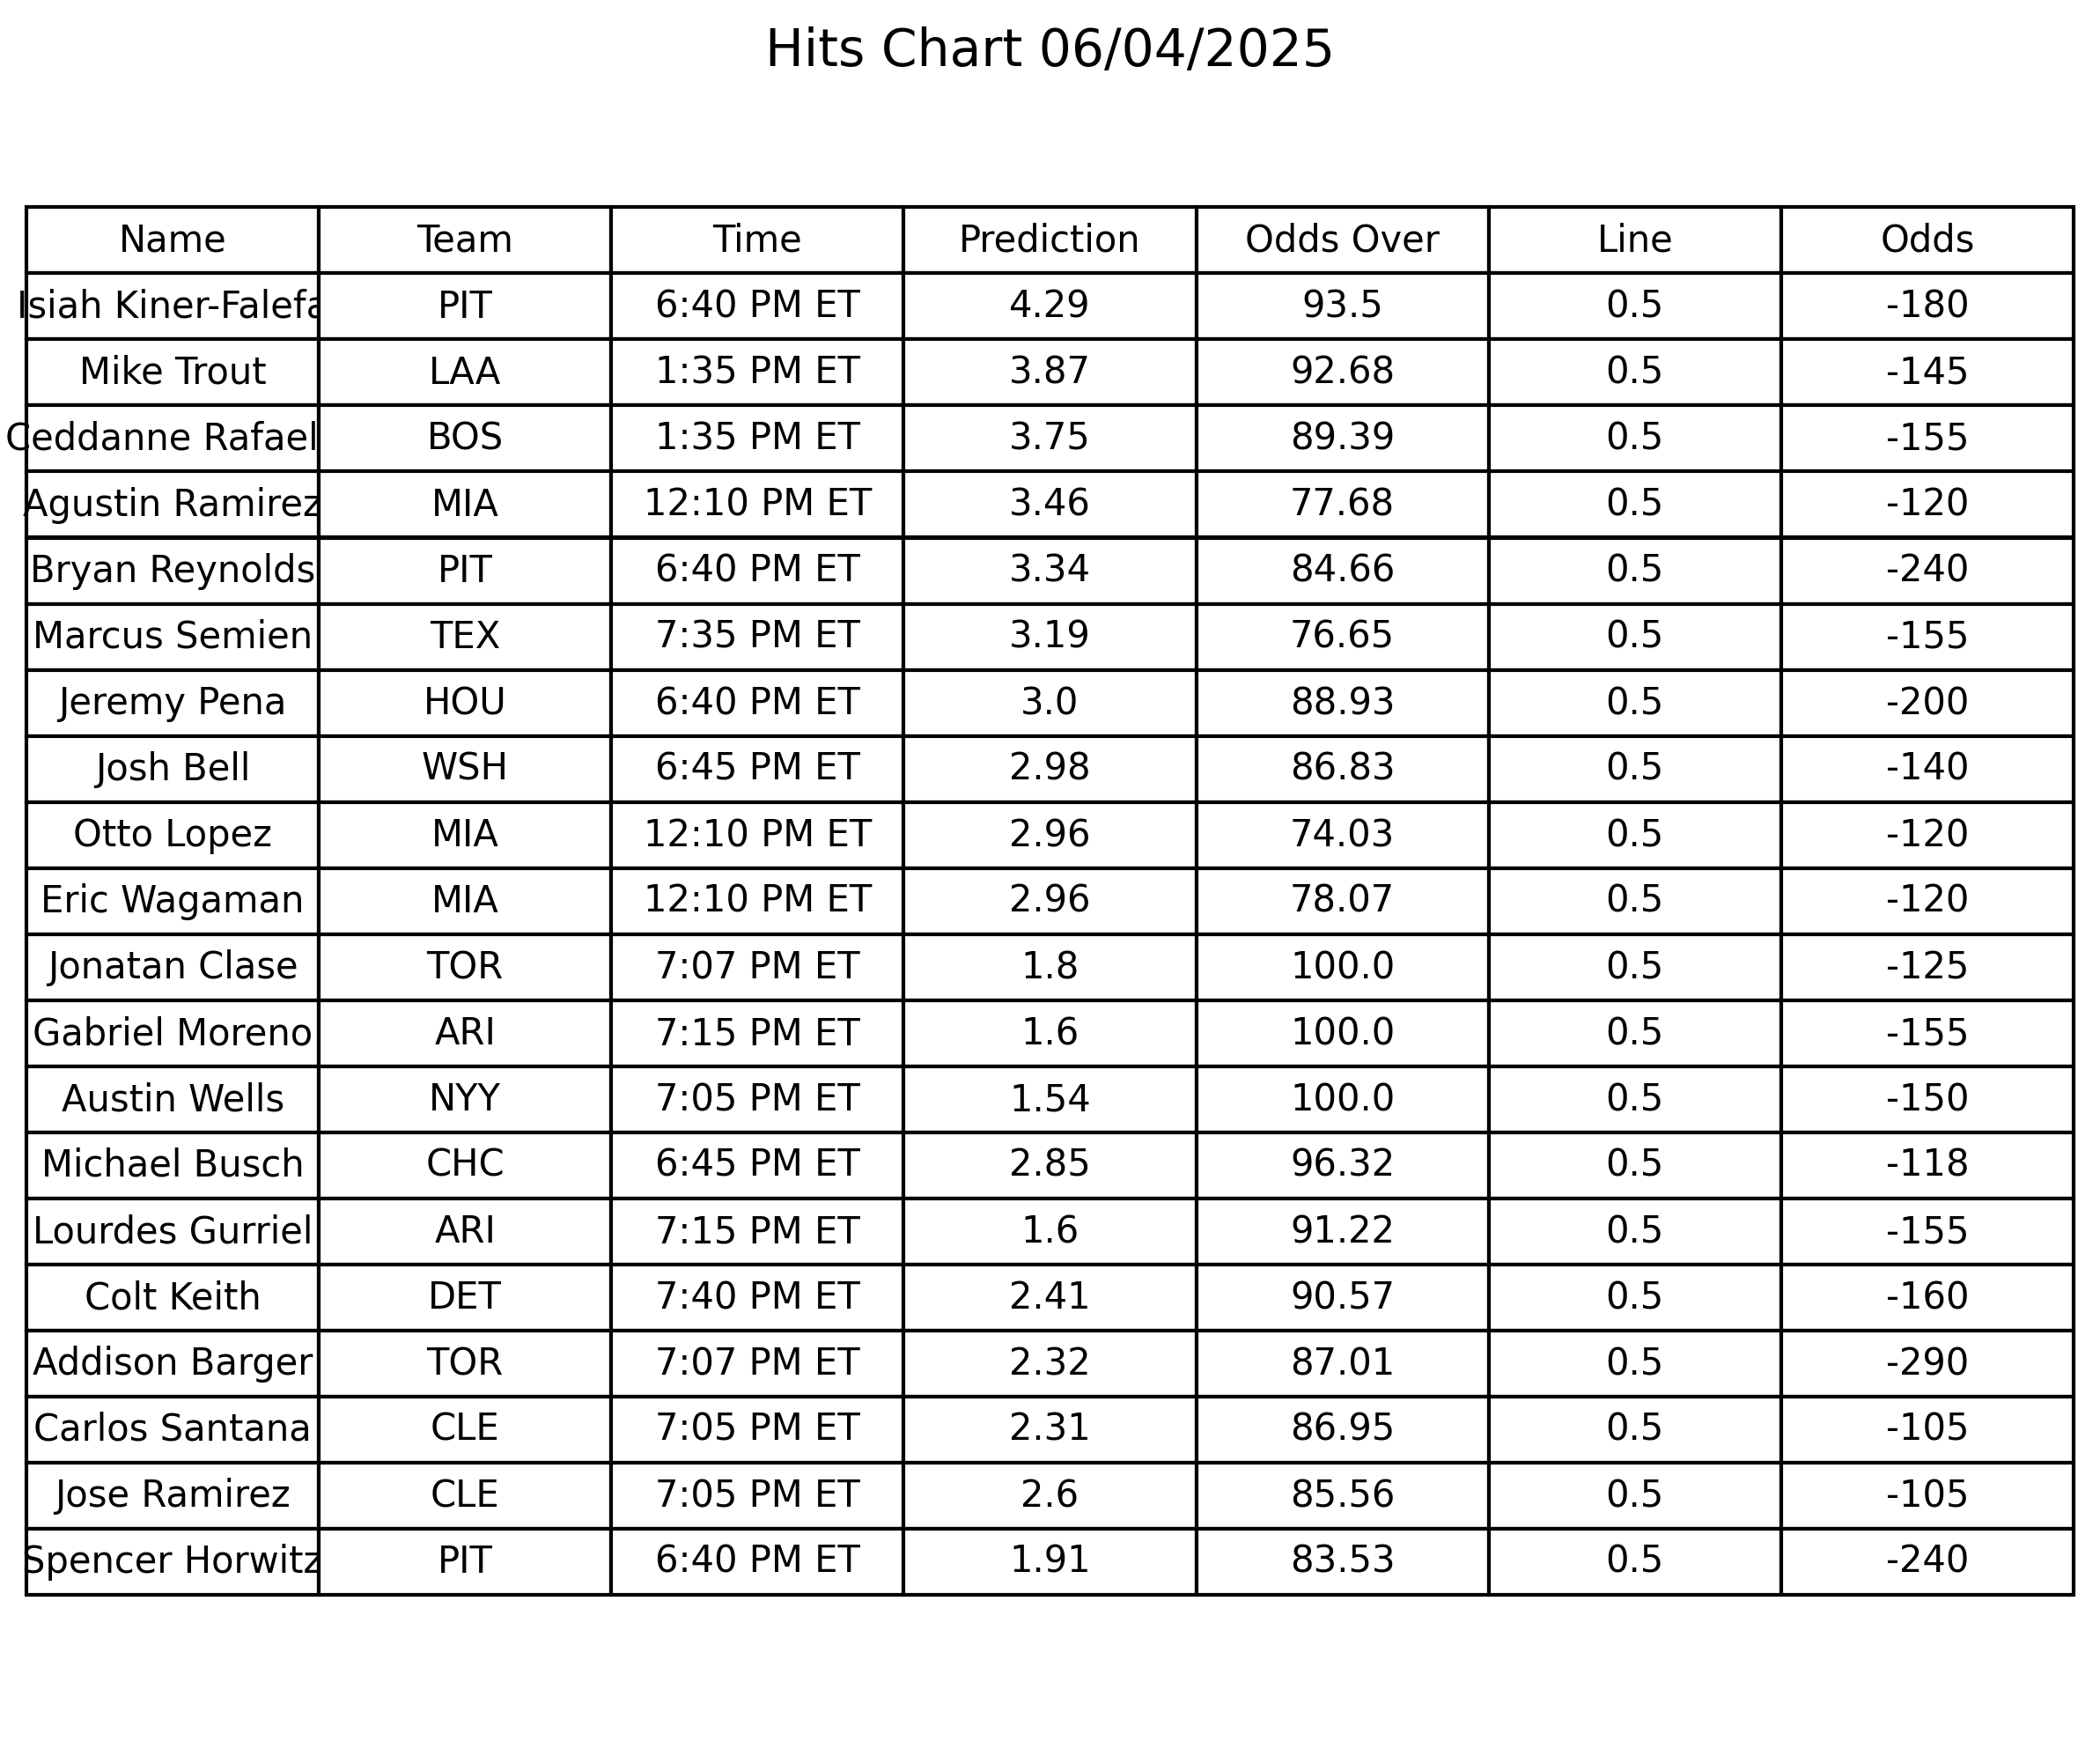 Hits Chart 06/04/2025
Name Team Time Prediction Odds Over Line Odds
Isiah Kiner-Falefa PIT 6:40 PM ET 4.29 93.5 0.5 -180
Mike Trout LAA 1:35 PM ET 3.87 92.68 0.5 -145
Ceddanne Rafael BOS 1:35 PM ET 3.75 89.39 0.5 -155
Agustin Ramirez MIA 12:10 PM ET 3.46 77.68 0.5 -120
Bryan Reynolds PIT 6:40 PM ET 3.34 84.66 0.5 -240
Marcus Semien TEX 7:35 PM ET 3.19 76.65 0.5 -155
Jeremy Pena HOU 6:40 PM ET 3.0 88.93 0.5 -200
Josh Bell WSH 6:45 PM ET 2.98 86.83 0.5 -140
Otto Lopez MIA 12:10 PM ET 2.96 74.03 0.5 -120
Eric Wagaman MIA 12:10 PM ET 2.96 78.07 0.5 -120
Jonatan Clase TOR 7:07 PM ET 1.8 100.0 0.5 -125
Gabriel Moreno ARI 7:15 PM ET 1.6 100.0 0.5 -155
Austin Wells NYY 7:05 PM ET 1.54 100.0 0.5 -150
Michael Busch CHC 6:45 PM ET 2.85 96.32 0.5 -118
Lourdes Gurriel ARI 7:15 PM ET 1.6 91.22 0.5 -155
Colt Keith DET 7:40 PM ET 2.41 90.57 0.5 -160
Addison Barger TOR 7:07 PM ET 2.32 87.01 0.5 -290
Carlos Santana CLE 7:05 PM ET 2.31 86.95 0.5 -105
Jose Ramirez CLE 7:05 PM ET 2.6 85.56 0.5 -105
Spencer Horwitz PIT 6:40 PM ET 1.91 83.53 0.5 -240